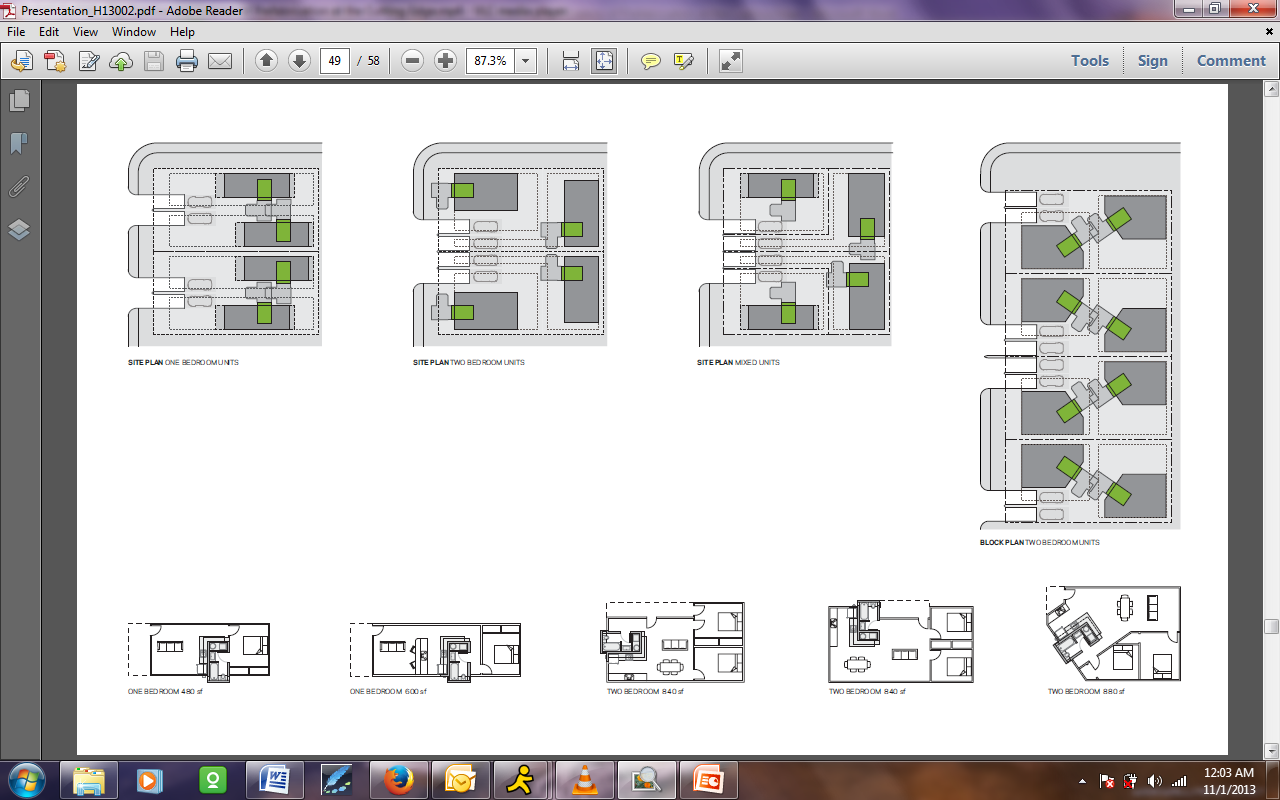 Presentation_H13002.pdf - Adobe Reader
File Edit View Window Help
49 / 58 87.3% Tools Sign Comment
SITE PLAN ONE BEDROOM UNITS
SITE PLAN TWO BEDROOM UNITS
SITE PLAN MIXED UNITS
BLOCK PLAN TWO BEDROOM UNITS
ONE BEDROOM 480 sf
ONE BEDROOM 600 sf
TWO BEDROOM 840 sf
TWO BEDROOM 840 sf
TWO BEDROOM 880 sf
12:03 AM
11/1/2013